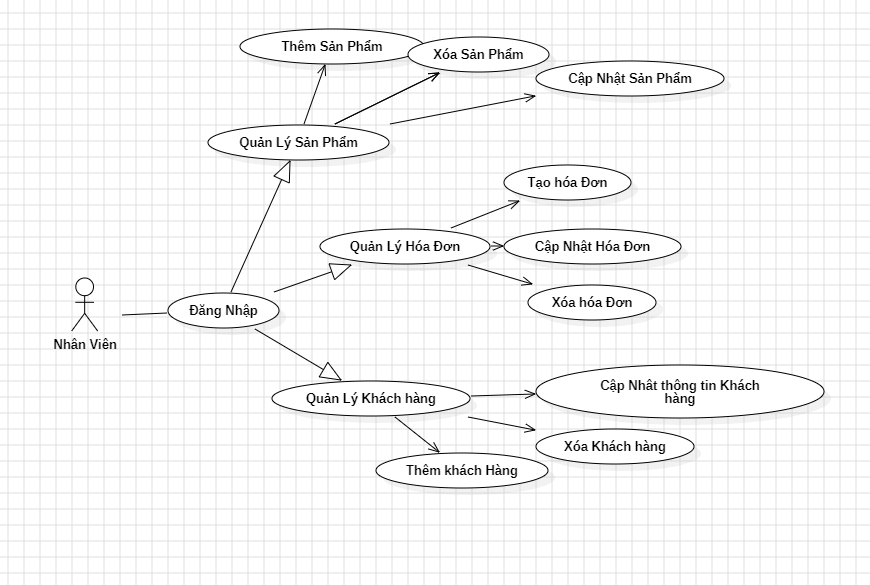 Thêm Sản Phẩm
Xóa Sản Phẩm
Cập Nhật Sản Phẩm
Quản Lý Sản Phẩm
Tạo hóa Đơn
Quản Lý Hóa Đơn
Cập Nhật Hóa Đơn
Xóa hóa Đơn
Đăng Nhập
Nhân Viên
Cập Nhât thông tin Khách
hàng
Quản Lý Khách hàng
Xóa Khách hàng
Thêm khách Hàng